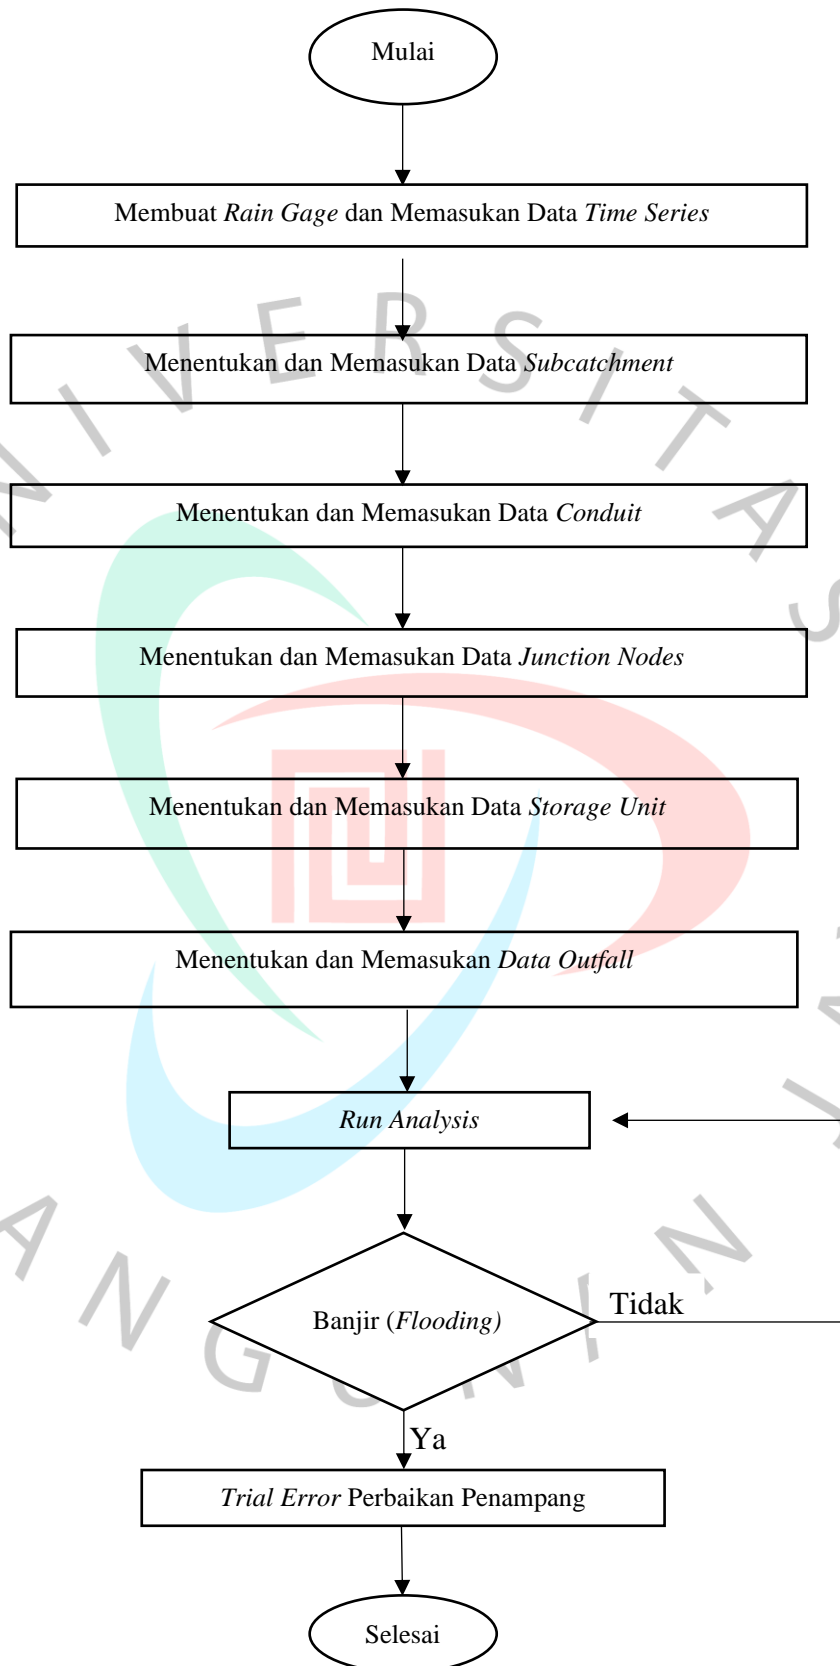 Mulai
Membuat Rain Gage dan Memasukan Data Time Series
Menentukan dan Memasukan Data Subcatchment
Menentukan dan Memasukan Data Conduit
Menentukan dan Memasukan Data Junction Nodes
Menentukan dan Memasukan Data Storage Unit
Menentukan dan Memasukan Data Outfall
Run Analysis
Banjir (Flooding)
Tidak
Ya
Trial Error Perbaikan Penampang
Selesai